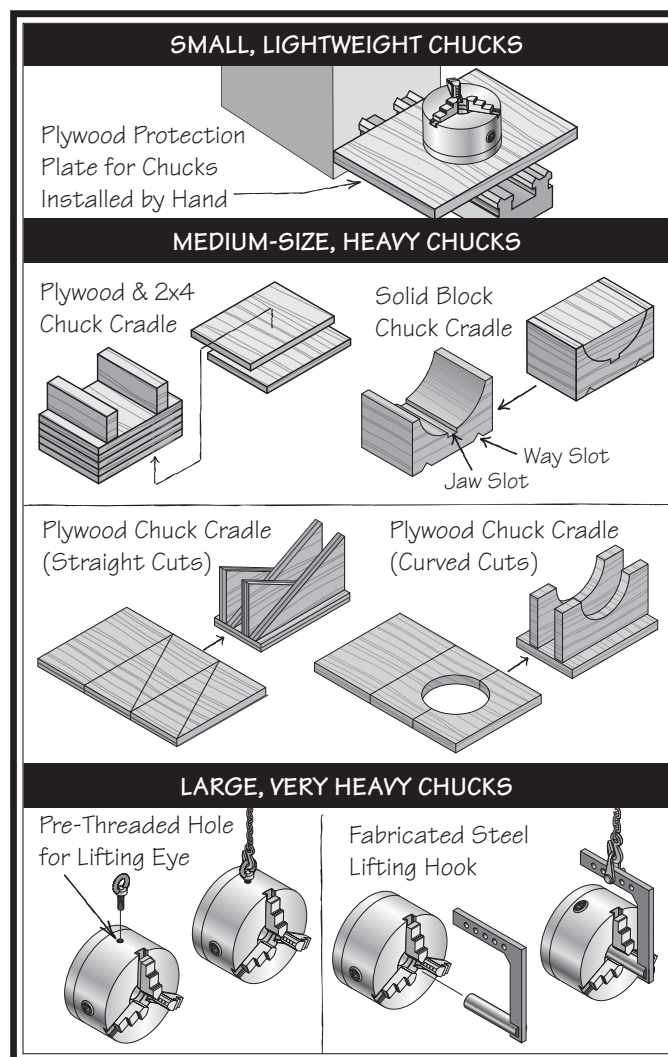 SMALL, LIGHTWEIGHT CHUCKS
Plywood Protection
Plate for Chucks
Installed by Hand
MEDIUM-SIZE, HEAVY CHUCKS
Plywood & 2x4
Chuck Cradle
Solid Block
Chuck Cradle
Way Slot
Jaw Slot
Plywood Chuck Cradle
(Straight Cuts)
Plywood Chuck Cradle
(Curved Cuts)
LARGE, VERY HEAVY CHUCKS
Pre-Threaded Hole
for Lifting Eye
Fabricated Steel
Lifting Hook